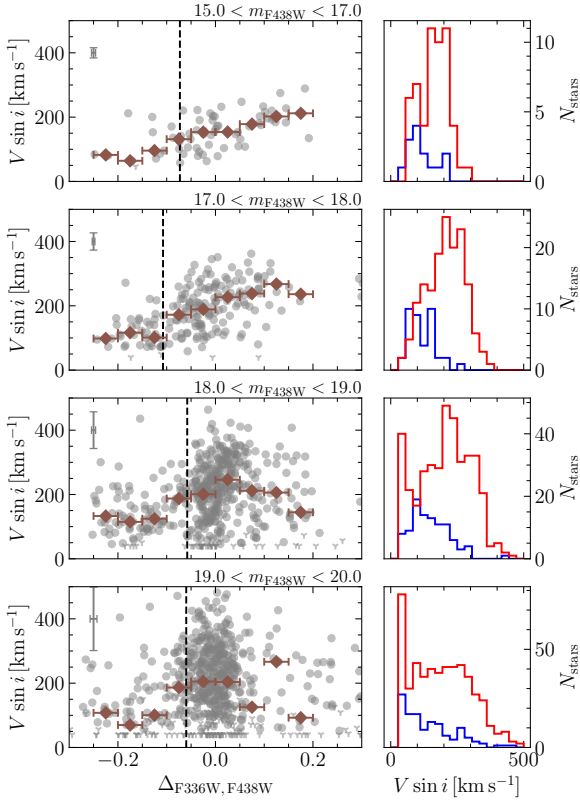 15.0 < m_F438W < 17.0
400
200
0
V sin i [km s⁻¹]
10
5
0
N_stars
17.0 < m_F438W < 18.0
400
200
0
V sin i [km s⁻¹]
20
10
0
N_stars
18.0 < m_F438W < 19.0
400
200
0
V sin i [km s⁻¹]
40
20
0
N_stars
19.0 < m_F438W < 20.0
400
200
0
V sin i [km s⁻¹]
50
0
N_stars
−0.2 0.0 0.2
Δ_F336W, F438W
0 500
V sin i [km s⁻¹]